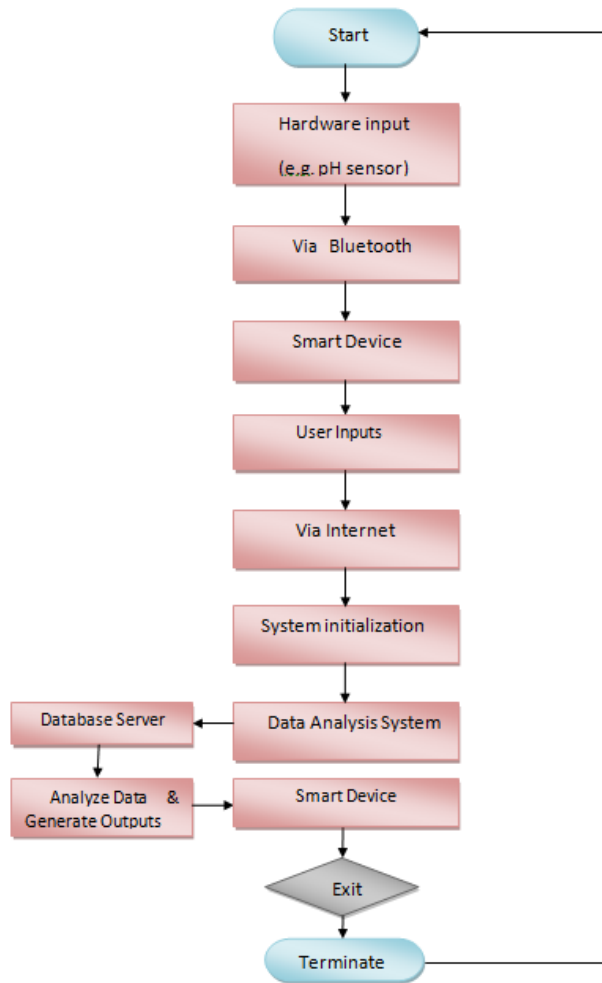 Start
Hardware input
(e.g. pH sensor)
Via Bluetooth
Smart Device
User Inputs
Via Internet
System initialization
Data Analysis System
Database Server
Analyze Data &
Generate Outputs
Smart Device
Exit
Terminate